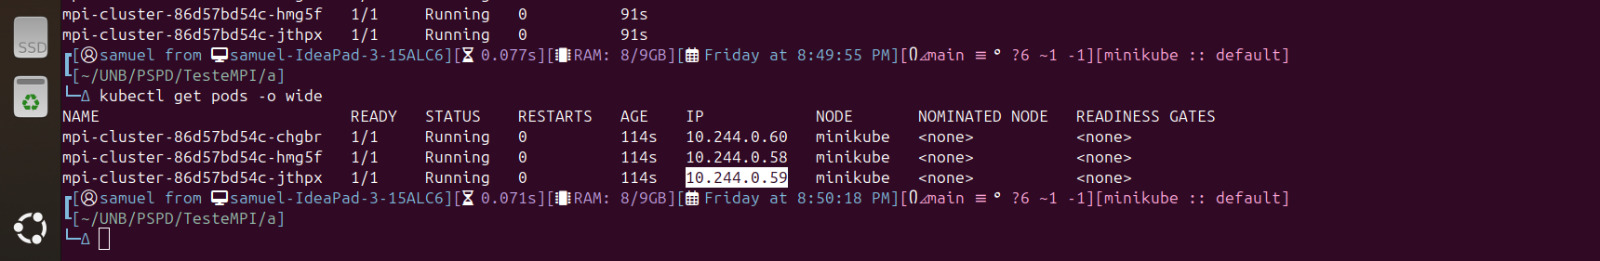 mpi-cluster-86d57bd54c-hmg5f 1/1 Running 0 91s
mpi-cluster-86d57bd54c-jthpx 1/1 Running 0 91s
[samuel from samuel-IdeaPad-3-15ALC6][ 0.077s][RAM: 8/9GB][ Friday at 8:49:55 PM][main ≡ ° ?6 ~1 -1][minikube :: default]
[~/UNB/PSPD/TesteMPI/a]
└─Δ kubectl get pods -o wide
NAME READY STATUS RESTARTS AGE IP NODE NOMINATED NODE READINESS GATES
mpi-cluster-86d57bd54c-chgbr 1/1 Running 0 114s 10.244.0.60 minikube <none> <none>
mpi-cluster-86d57bd54c-hmg5f 1/1 Running 0 114s 10.244.0.58 minikube <none> <none>
mpi-cluster-86d57bd54c-jthpx 1/1 Running 0 114s 10.244.0.59 minikube <none> <none>
[samuel from samuel-IdeaPad-3-15ALC6][ 0.071s][RAM: 8/9GB][ Friday at 8:50:18 PM][main ≡ ° ?6 ~1 -1][minikube :: default]
[~/UNB/PSPD/TesteMPI/a]
└─Δ
SSD